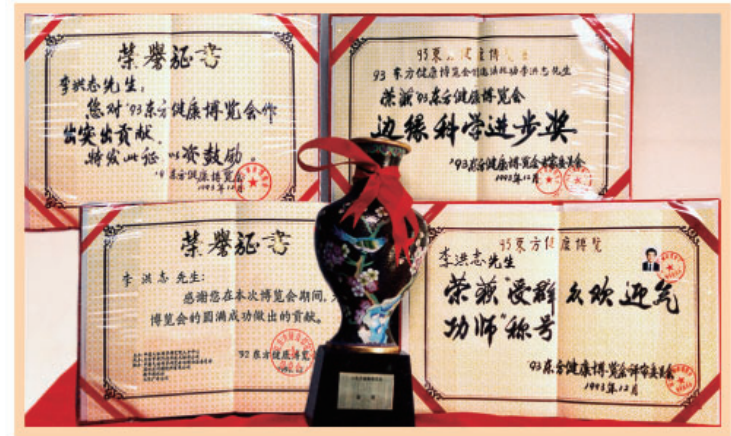 荣誉证书
李洪志先生：
您对'93东方健康博览会作
出突出贡献．
特发此证 以资鼓励。
东方健康博览会
1993年12月
93东方健康博览会
93东方健康博览会
李洪志先生
荣获'93东方健康博览会
边缘科学进步奖
'93东方健康博览会评审委员会
1993年12月
荣誉证书
李洪志先生：
感谢您在本次博览会期间，
博览会的圆满成功做出的贡献。
'92东方健康博览
93東方健康博覽
李洪志先生
荣获"受群众欢迎气
功师"称号
'93东方健康博览会评审委员会
1993年12月